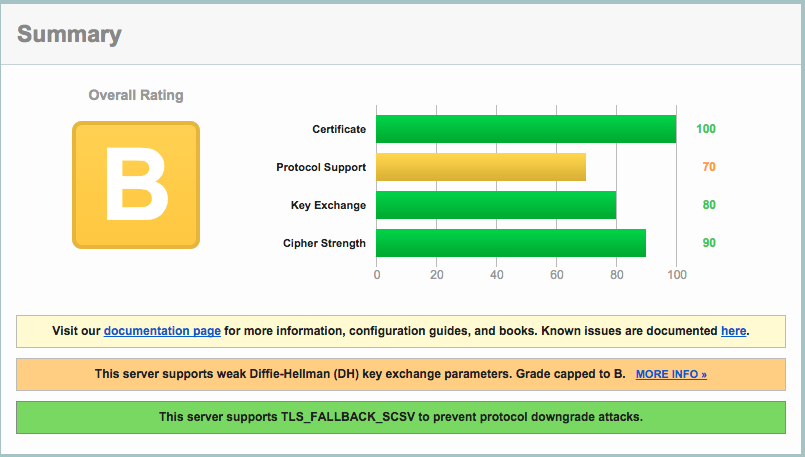 Summary
Overall Rating
B
Certificate 100
Protocol Support 70
Key Exchange 80
Cipher Strength 90
0 20 40 60 80 100
Visit our documentation page for more information, configuration guides, and books. Known issues are documented here.
This server supports weak Diffie-Hellman (DH) key exchange parameters. Grade capped to B. MORE INFO »
This server supports TLS_FALLBACK_SCSV to prevent protocol downgrade attacks.